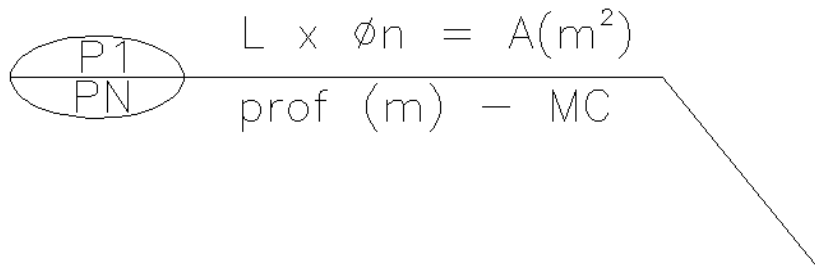 P1
PN
L x øn = A(m²)
prof (m) – MC